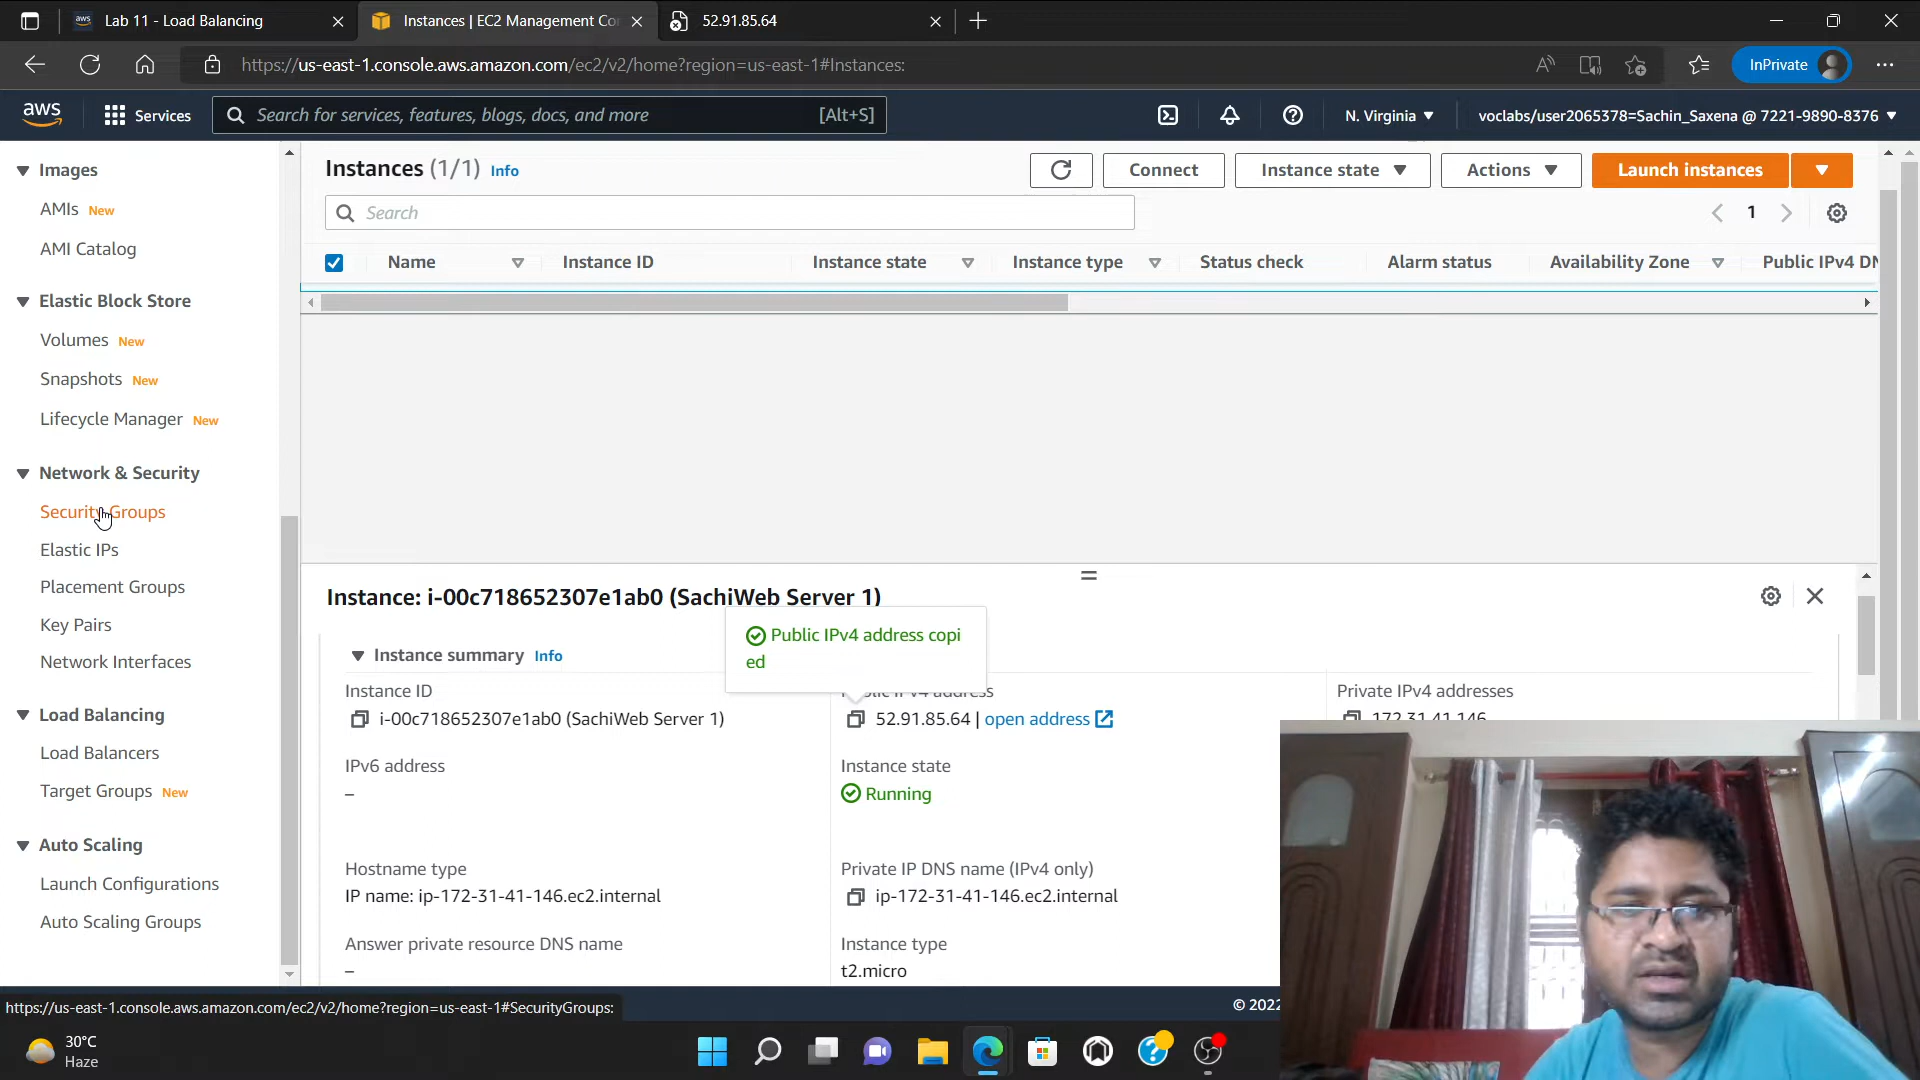 Lab 11 - Load Balancing
Instances | EC2 Management Co
52.91.85.64
https://us-east-1.console.aws.amazon.com/ec2/v2/home?region=us-east-1#Instances:
InPrivate
aws
Services
Search for services, features, blogs, docs, and more
[Alt+S]
N. Virginia
voclabs/user2065378=Sachin_Saxena @ 7221-9890-8376
Images
AMIs New
AMI Catalog
Elastic Block Store
Volumes New
Snapshots New
Lifecycle Manager New
Network & Security
Security Groups
Elastic IPs
Placement Groups
Key Pairs
Network Interfaces
Load Balancing
Load Balancers
Target Groups New
Auto Scaling
Launch Configurations
Auto Scaling Groups
Instances (1/1) Info
Connect
Instance state
Actions
Launch instances
Search
1
Name
Instance ID
Instance state
Instance type
Status check
Alarm status
Availability Zone
Public IPv4 DN
Instance: i-00c718652307e1ab0 (SachiWeb Server 1)
Public IPv4 address copi
ed
Instance summary Info
Instance ID
i-00c718652307e1ab0 (SachiWeb Server 1)
Public IPv4 address
52.91.85.64 | open address
Private IPv4 addresses
172.31.41.146
IPv6 address
–
Instance state
Running
Hostname type
IP name: ip-172-31-41-146.ec2.internal
Private IP DNS name (IPv4 only)
ip-172-31-41-146.ec2.internal
Answer private resource DNS name
–
Instance type
t2.micro
https://us-east-1.console.aws.amazon.com/ec2/v2/home?region=us-east-1#SecurityGroups:
© 2022
30°C
Haze